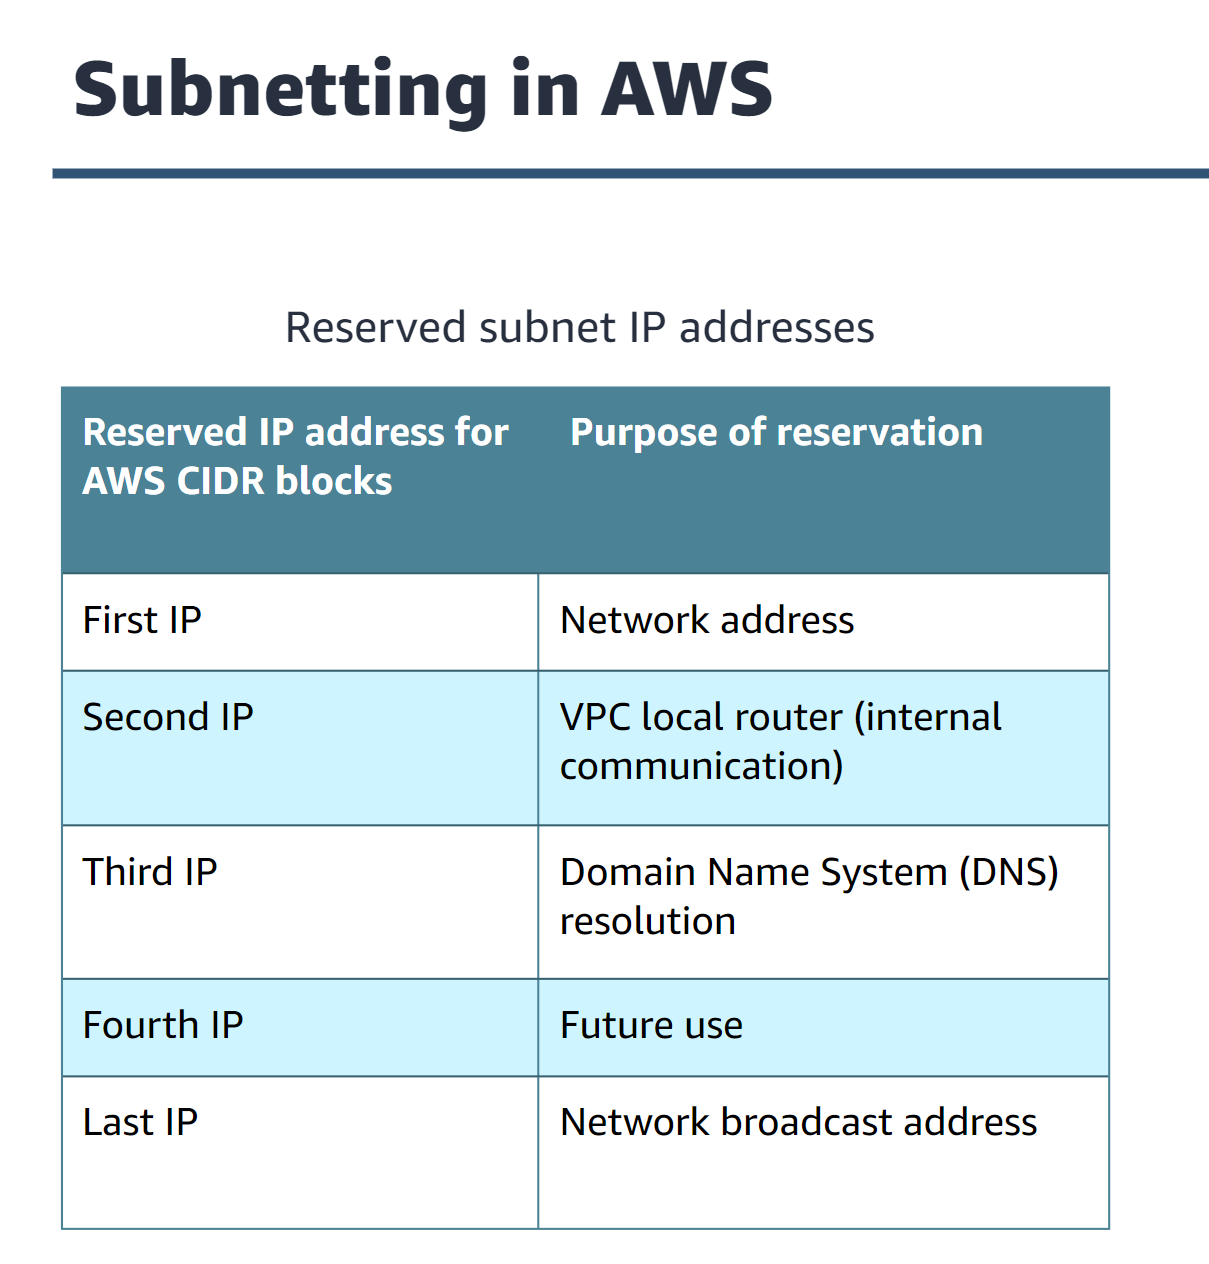 Subnetting in AWS
Reserved subnet IP addresses
Reserved IP address for
AWS CIDR blocks
Purpose of reservation
First IP
Network address
Second IP
VPC local router (internal
communication)
Third IP
Domain Name System (DNS)
resolution
Fourth IP
Future use
Last IP
Network broadcast address